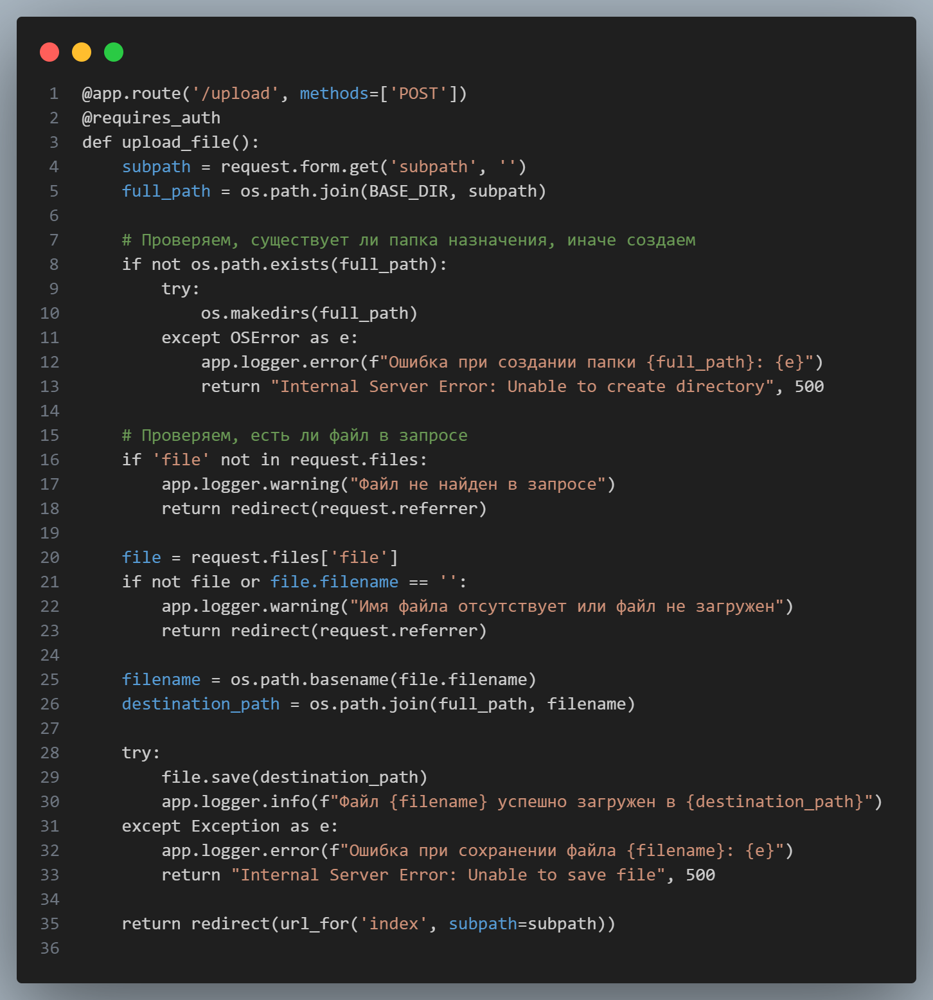 1 @app.route('/upload', methods=['POST'])
2 @requires_auth
3 def upload_file():
4     subpath = request.form.get('subpath', '')
5     full_path = os.path.join(BASE_DIR, subpath)
6
7     # Проверяем, существует ли папка назначения, иначе создаем
8     if not os.path.exists(full_path):
9         try:
10             os.makedirs(full_path)
11         except OSError as e:
12             app.logger.error(f"Ошибка при создании папки {full_path}: {e}")
13             return "Internal Server Error: Unable to create directory", 500
14
15     # Проверяем, есть ли файл в запросе
16     if 'file' not in request.files:
17         app.logger.warning("Файл не найден в запросе")
18         return redirect(request.referrer)
19
20     file = request.files['file']
21     if not file or file.filename == '':
22         app.logger.warning("Имя файла отсутствует или файл не загружен")
23         return redirect(request.referrer)
24
25     filename = os.path.basename(file.filename)
26     destination_path = os.path.join(full_path, filename)
27
28     try:
29         file.save(destination_path)
30         app.logger.info(f"Файл {filename} успешно загружен в {destination_path}")
31     except Exception as e:
32         app.logger.error(f"Ошибка при сохранении файла {filename}: {e}")
33         return "Internal Server Error: Unable to save file", 500
34
35     return redirect(url_for('index', subpath=subpath))
36